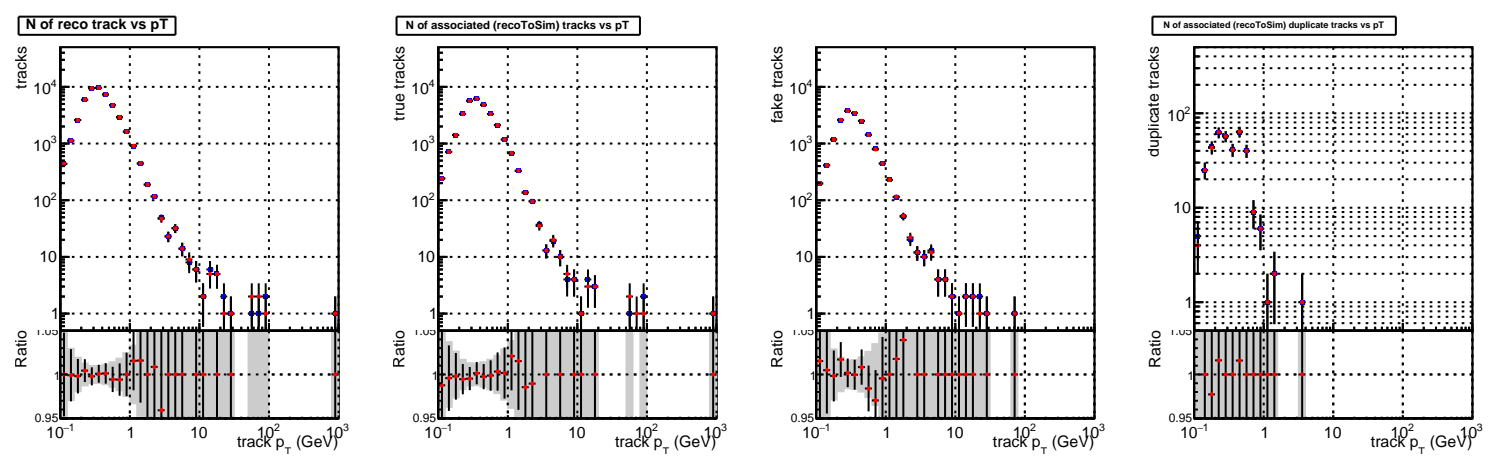 N of reco track vs pT
N of associated (recoToSim) tracks vs pT
N of associated (recoToSim) duplicate tracks vs pT
tracks
10⁴
10³
10²
10
1
Ratio
1.05
1
0.95
10⁻¹ 1 10 10² 10³
track p_T (GeV)
true tracks
10⁴
10³
10²
10
1
Ratio
1.05
1
0.95
10⁻¹ 1 10 10² 10³
track p_T (GeV)
fake tracks
10⁴
10³
10²
10
1
Ratio
1.05
1
0.95
10⁻¹ 1 10 10² 10³
track p_T (GeV)
duplicate tracks
10²
10
1
Ratio
1.05
1
0.95
10⁻¹ 1 10 10² 10³
track p_T (GeV)